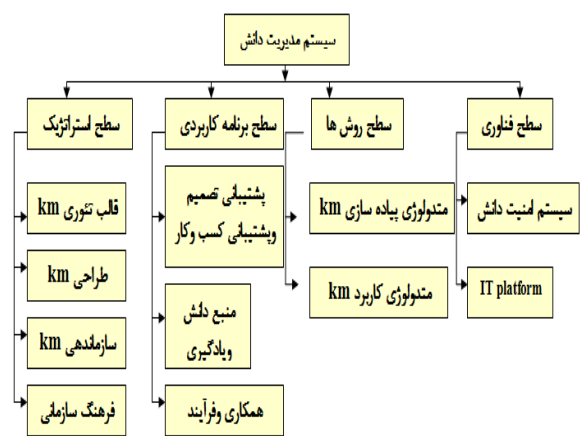 سیستم مدیریت دانش
سطح فناوری
سطح روش ها
سطح برنامه کاربردی
سطح استراتژیک
سیستم امنیت دانش
IT platform
متدولوژی پیاده سازی km
متدولوژی کاربرد km
پشتیبانی تصمیم
وپشتیبانی کسب وکار
منبع دانش
ویادگیری
همکاری وفرآیند
قالب تئوری km
طراحی km
سازماندهی km
فرهنگ سازمانی